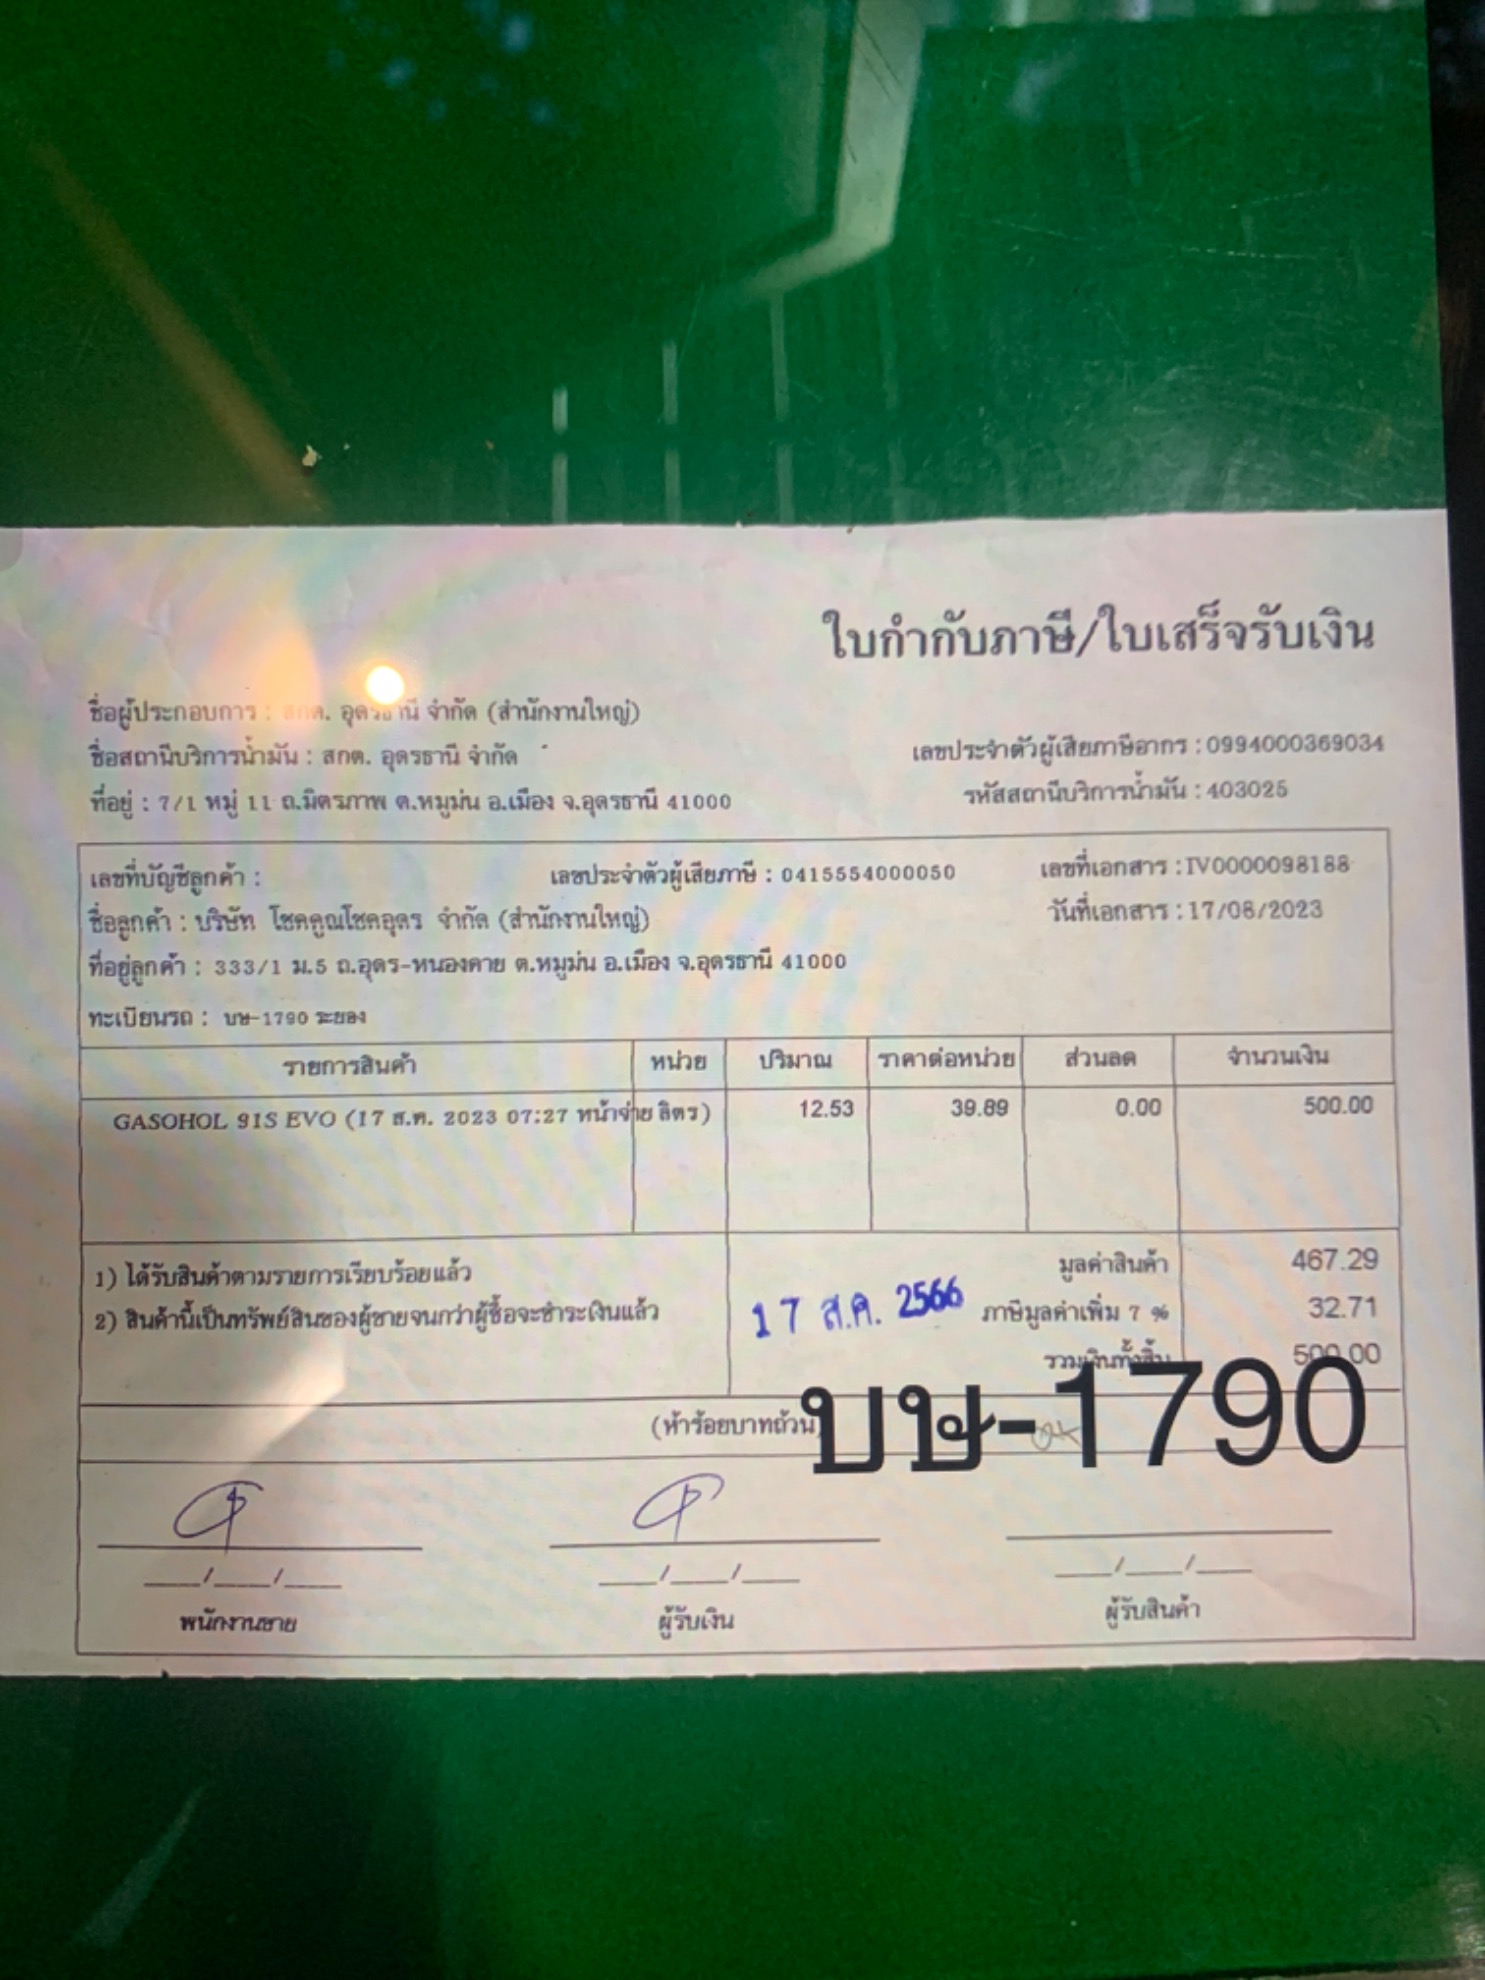 ใบกำกับภาษี/ใบเสร็จรับเงิน
ชื่อผู้ประกอบการ : สกต. อุดรธานี จำกัด (สำนักงานใหญ่)
ชื่อสถานีบริการน้ำมัน : สกต. อุดรธานี จำกัด
เลขประจำตัวผู้เสียภาษีอากร : 0994000369034
ที่อยู่ : 7/1 หมู่ 11 ถ.มิตรภาพ ต.หมูม่น อ.เมือง จ.อุดรธานี 41000
รหัสสถานีบริการน้ำมัน : 403025
เลขที่บัญชีลูกค้า : เลขประจำตัวผู้เสียภาษี : 0415554000050 เลขที่เอกสาร : IV0000098188
ชื่อลูกค้า : บริษัท โชคคูณโชคอุดร จำกัด (สำนักงานใหญ่) วันที่เอกสาร : 17/08/2023
ที่อยู่ลูกค้า : 333/1 ม.5 ถ.อุดร-หนองคาย ต.หมูม่น อ.เมือง จ.อุดรธานี 41000
ทะเบียนรถ : บษ-1790 ระยอง
รายการสินค้า หน่วย ปริมาณ ราคาต่อหน่วย ส่วนลด จำนวนเงิน
GASOHOL 91S EVO (17 ส.ค. 2023 07:27 หน้าจ่าย ลิตร) 12.53 39.89 0.00 500.00
1) ได้รับสินค้าตามรายการเรียบร้อยแล้ว มูลค่าสินค้า 467.29
2) สินค้านี้เป็นทรัพย์สินของผู้ขายจนกว่าผู้ซื้อจะชำระเงินแล้ว 17 ส.ค. 2566 ภาษีมูลค่าเพิ่ม 7 % 32.71
รวมเงินทั้งสิ้น 500.00
(ห้าร้อยบาทถ้วน) บษ-1790
___/___/___ ___/___/___ ___/___/___
พนักงานขาย ผู้รับเงิน ผู้รับสินค้า